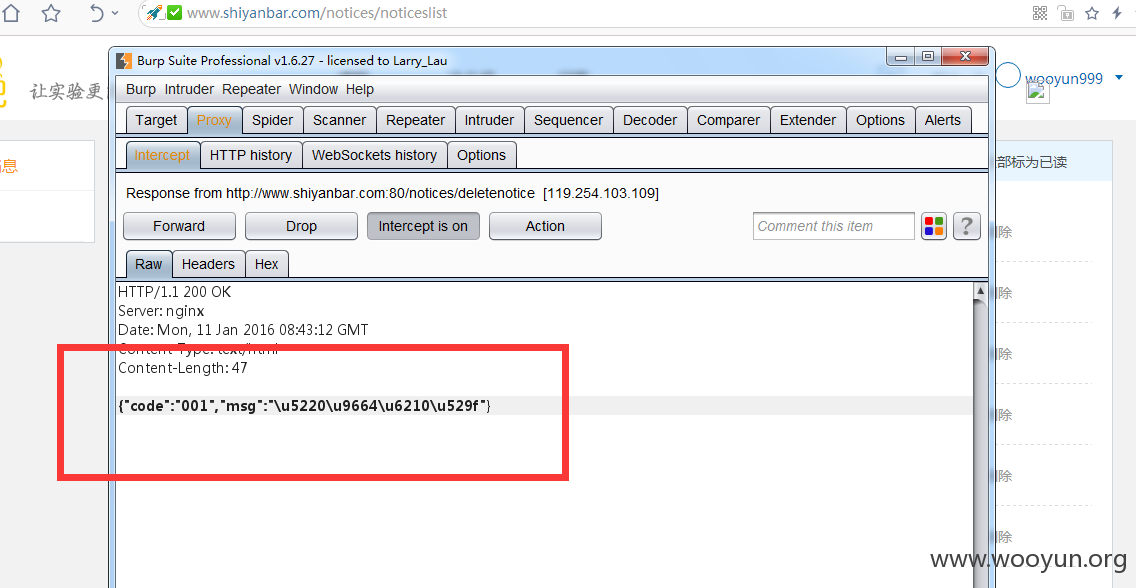 www.shiyanbar.com/notices/noticeslist
Burp Suite Professional v1.6.27 - licensed to Larry_Lau
让实验更
wooyun999
Burp Intruder Repeater Window Help
Target Proxy Spider Scanner Repeater Intruder Sequencer Decoder Comparer Extender Options Alerts
Intercept HTTP history WebSockets history Options
息
部标为已读
Response from http://www.shiyanbar.com:80/notices/deletenotice [119.254.103.109]
Forward Drop Intercept is on Action Comment this item ?
除
Raw Headers Hex
HTTP/1.1 200 OK
除
Server: nginx
Date: Mon, 11 Jan 2016 08:43:12 GMT
Content-Type: text/html
除
Content-Length: 47
{"code":"001","msg":"\u5220\u9664\u6210\u529f"}
除
除
除
www.wooyun.org